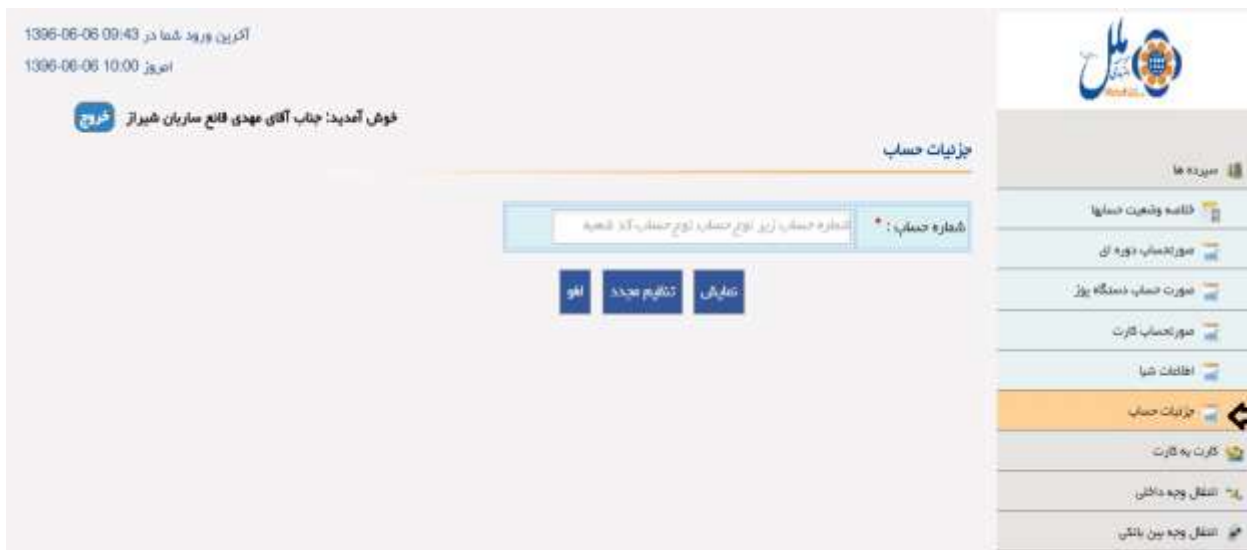 آخرین ورود شما در 09:43 1396-06-06
امروز 10:00 1396-06-06
خوش آمدید: جناب آقای مهدی قانع ساریان شیراز
خروج
جزئیات حساب
شماره حساب : *
شماره حساب زیر نوع حساب نوع حساب کد شعبه
نمایش
تنظیم مجدد
لغو
ملل
سپرده ها
خلاصه وضعیت حسابها
صورتحساب دوره ای
صورت حساب دستگاه پوز
صورتحساب کارت
اطلاعات شبا
جزئیات حساب
کارت به کارت
انتقال وجه داخلی
انتقال وجه بین بانکی